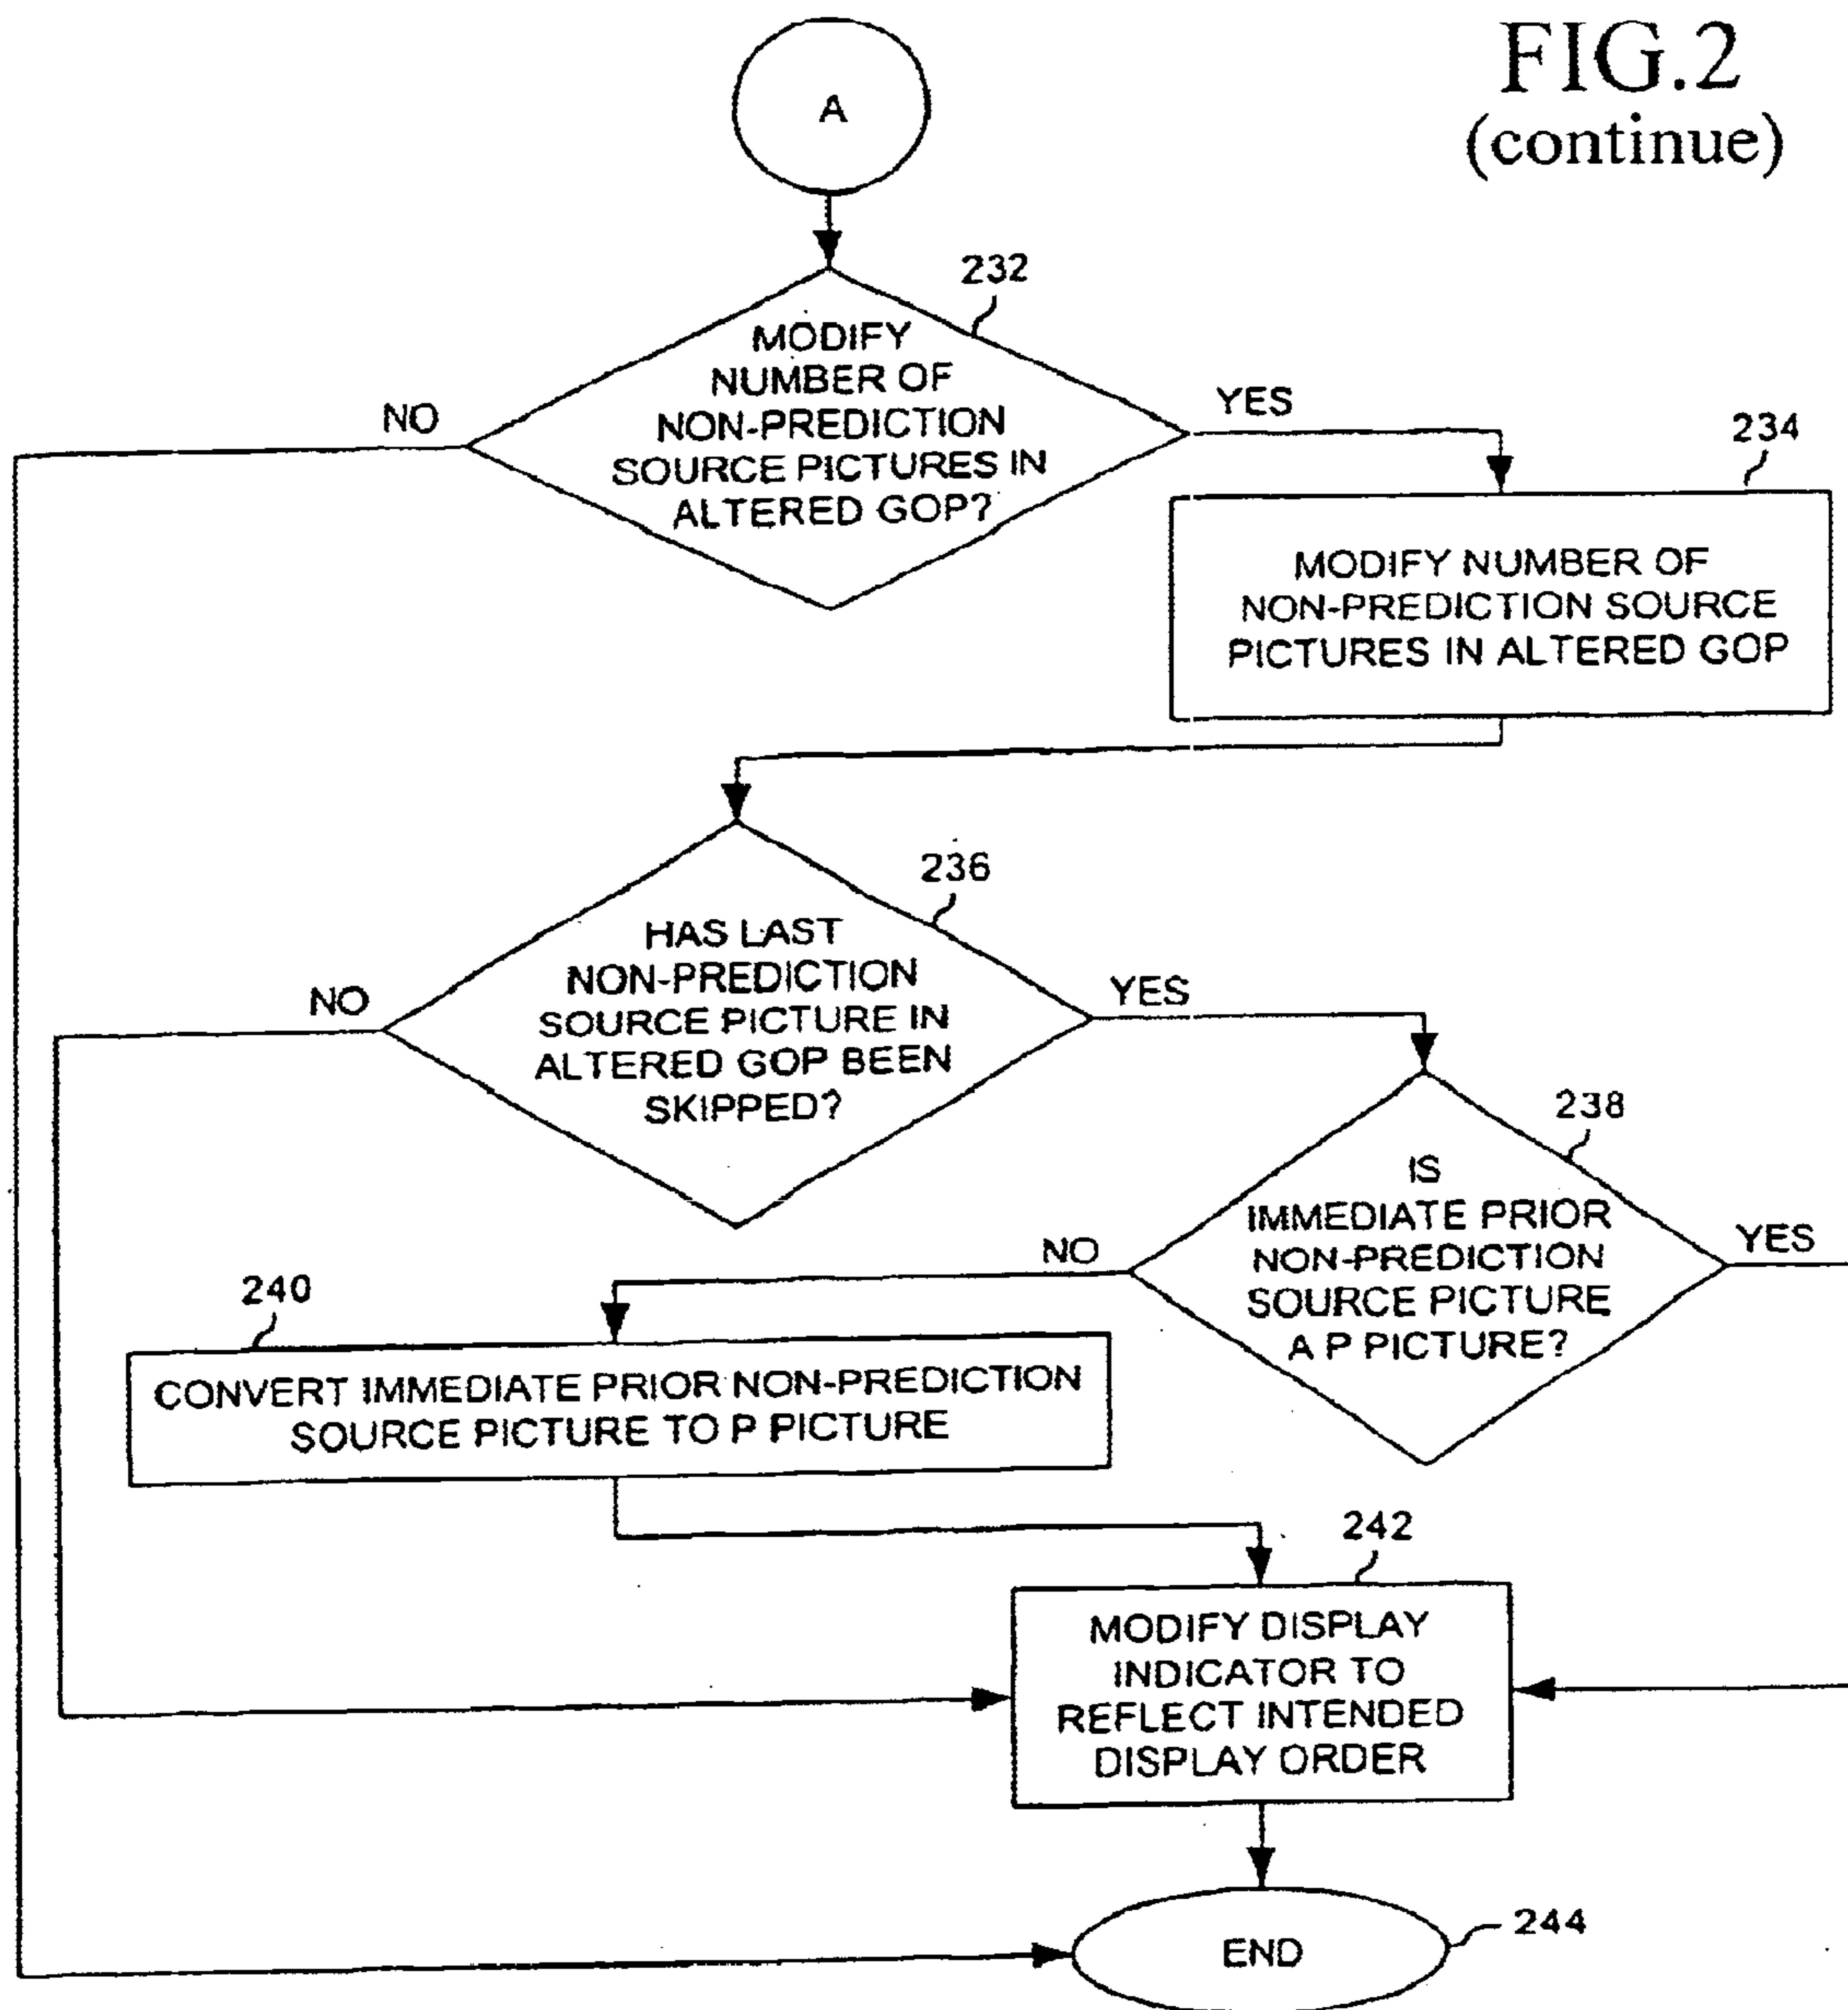 FIG.2
(continue)
A
232
MODIFY
NUMBER OF
NON-PREDICTION
SOURCE PICTURES IN
ALTERED GOP?
NO
YES
234
MODIFY NUMBER OF
NON-PREDICTION SOURCE
PICTURES IN ALTERED GOP
236
HAS LAST
NON-PREDICTION
SOURCE PICTURE IN
ALTERED GOP BEEN
SKIPPED?
NO
YES
238
IS
IMMEDIATE PRIOR
NON-PREDICTION
SOURCE PICTURE
A P PICTURE?
NO
YES
240
CONVERT IMMEDIATE PRIOR NON-PREDICTION
SOURCE PICTURE TO P PICTURE
242
MODIFY DISPLAY
INDICATOR TO
REFLECT INTENDED
DISPLAY ORDER
END
244